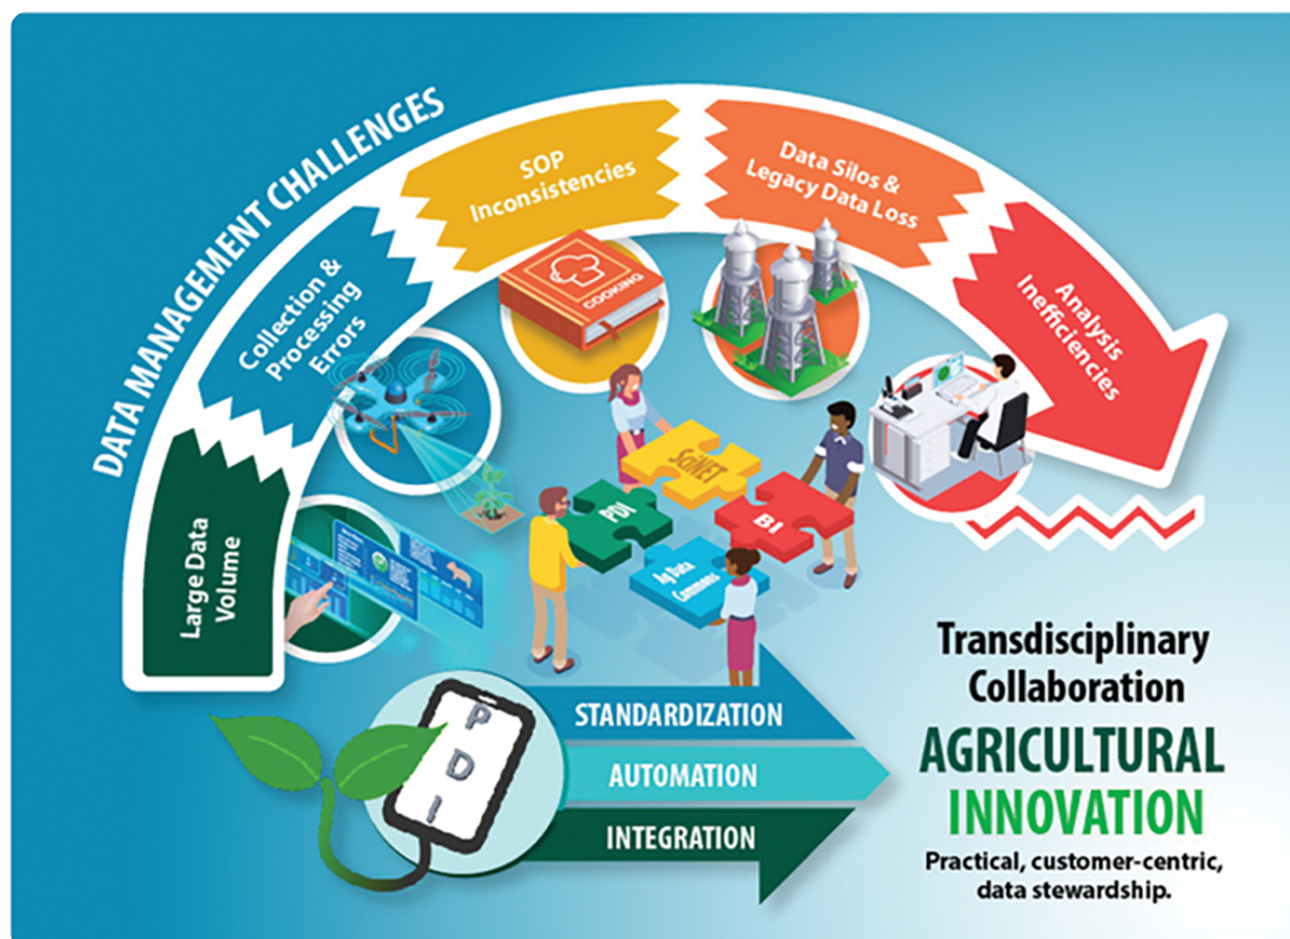 DATA MANAGEMENT CHALLENGES
Large Data
Volume
Collection &
Processing
Errors
SOP
Inconsistencies
Data Silos &
Legacy Data Loss
Analysis
Inefficiencies
COOKING
SciNET
PDI
BI
Ag Data
Commons
P
D
I
STANDARDIZATION
AUTOMATION
INTEGRATION
Transdisciplinary
Collaboration
AGRICULTURAL
INNOVATION
Practical, customer-centric,
data stewardship.